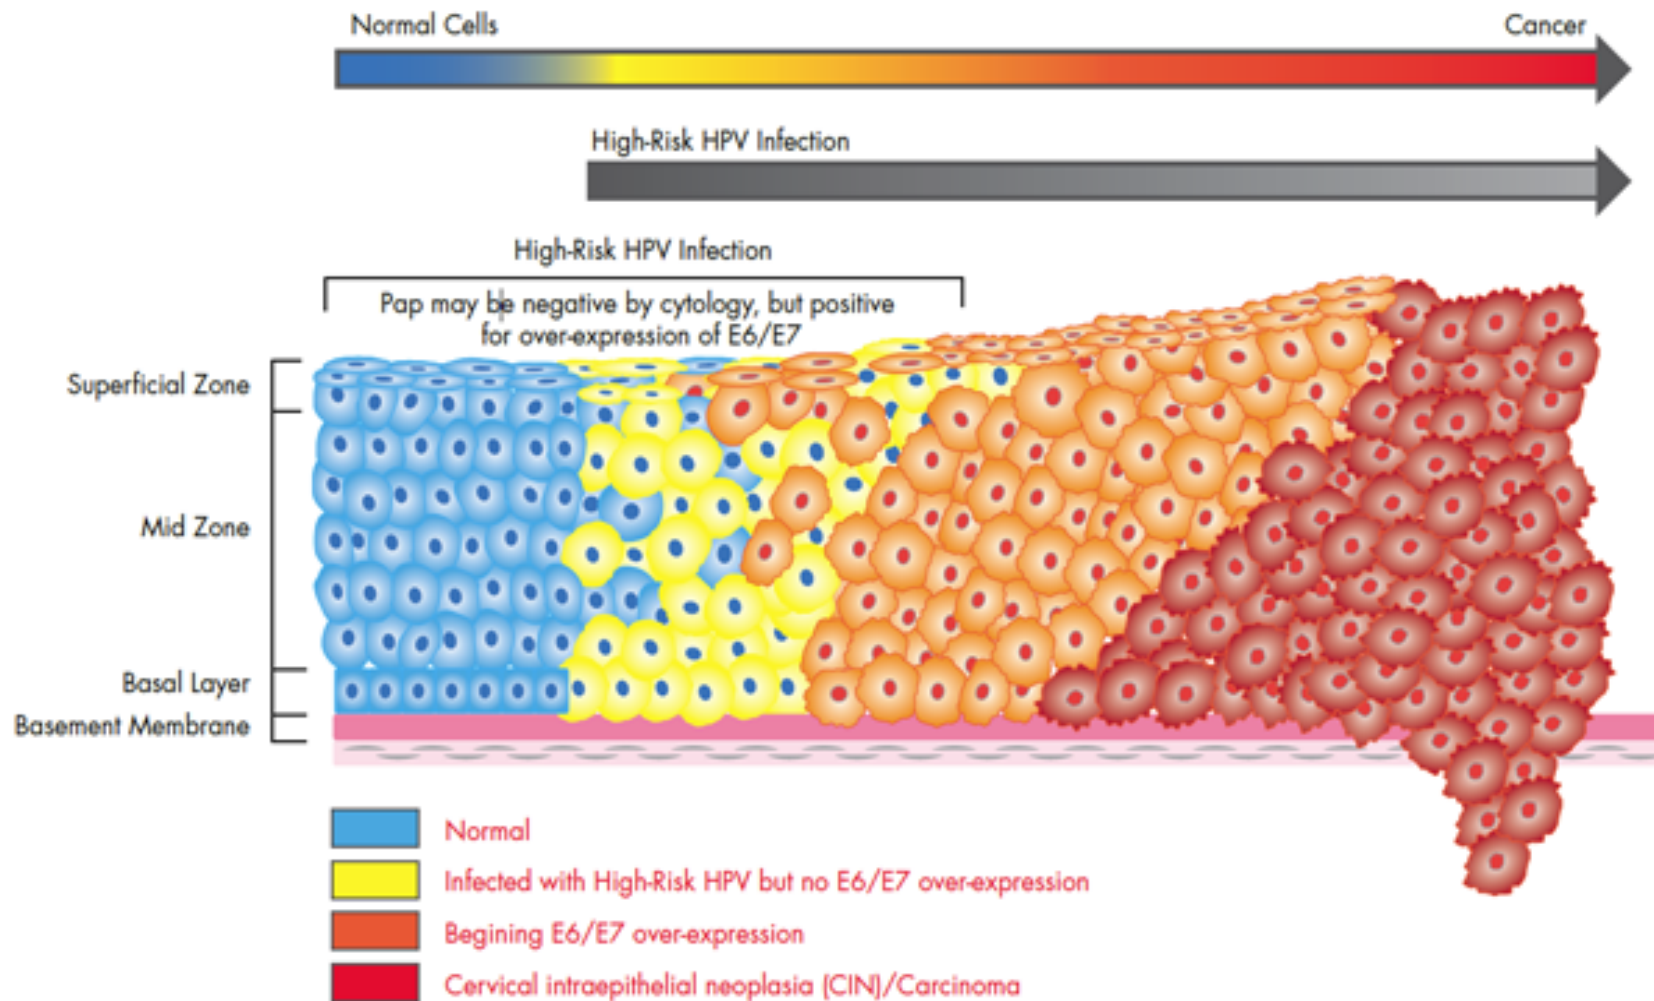 Normal Cells
Cancer
High-Risk HPV Infection
High-Risk HPV Infection
Pap may be negative by cytology, but positive
for over-expression of E6/E7
Superficial Zone
Mid Zone
Basal Layer
Basement Membrane
Normal
Infected with High-Risk HPV but no E6/E7 over-expression
Begining E6/E7 over-expression
Cervical intraepithelial neoplasia (CIN)/Carcinoma